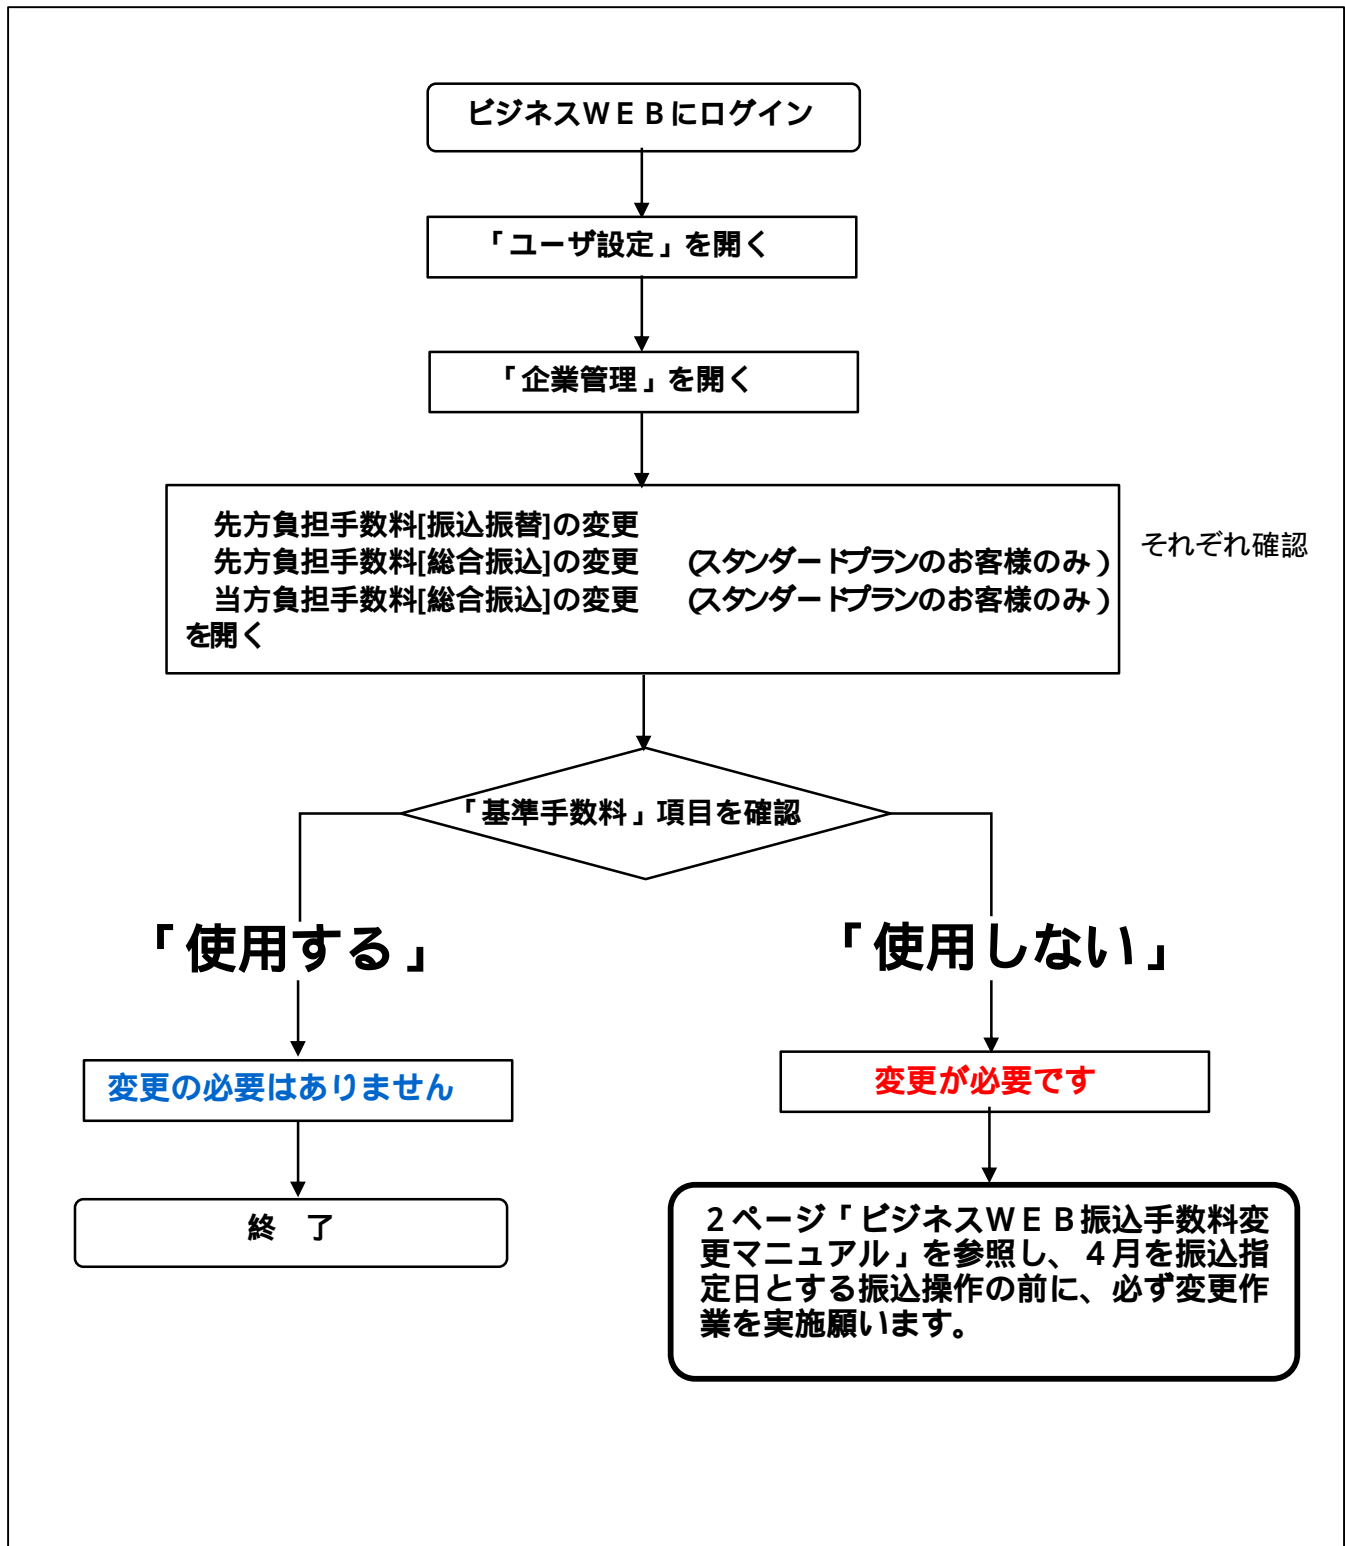 ビジネスＷＥＢにログイン
「ユーザ設定」を開く
「企業管理」を開く
先方負担手数料[振込振替]の変更
先方負担手数料[総合振込]の変更　（スタンダードプランのお客様のみ）
当方負担手数料[総合振込]の変更　（スタンダードプランのお客様のみ）
を開く
それぞれ確認
「基準手数料」項目を確認
「使用する」
「使用しない」
変更の必要はありません
変更が必要です
終　了
２ページ「ビジネスＷＥＢ振込手数料変
更マニュアル」を参照し、４月を振込指
定日とする振込操作の前に、必ず変更作
業を実施願います。